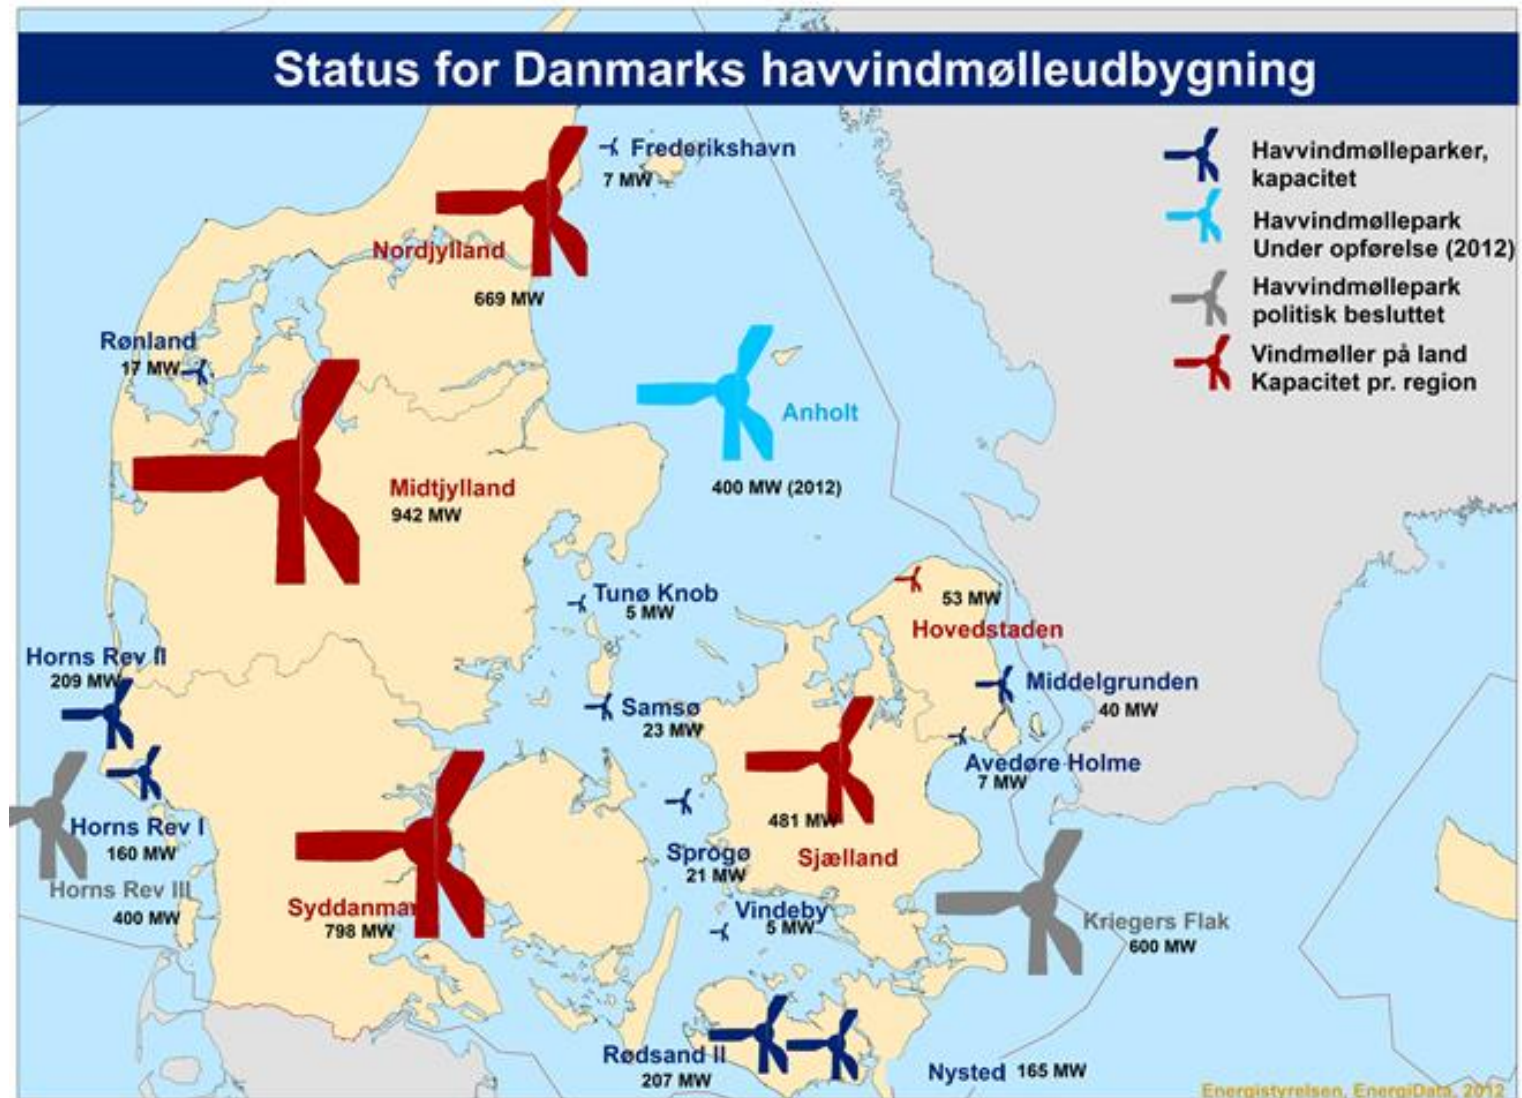 Status for Danmarks havvindmølleudbygning
Havvindmølleparker,
kapacitet
Havvindmøllepark
Under opførelse (2012)
Havvindmøllepark
politisk besluttet
Vindmøller på land
Kapacitet pr. region
Frederikshavn
7 MW
Nordjylland
669 MW
Rønland
17 MW
Anholt
400 MW (2012)
Midtjylland
942 MW
Tunø Knob
5 MW
53 MW
Hovedstaden
Horns Rev II
209 MW
Samsø
23 MW
Middelgrunden
40 MW
Avedøre Holme
7 MW
Horns Rev I
160 MW
Horns Rev III
400 MW
481 MW
Sjælland
Sprogø
21 MW
Syddanmar
798 MW
Vindeby
5 MW
Kriegers Flak
600 MW
Rødsand II
207 MW
Nysted 165 MW
Energistyrelsen, EnergiData, 2012